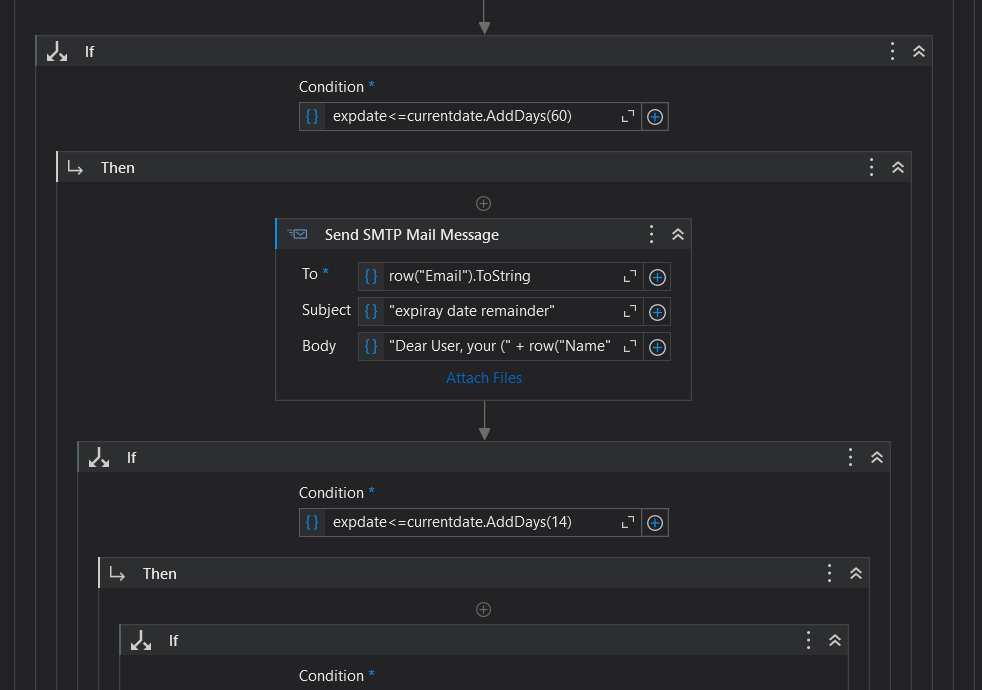 If
Condition *
{} expdate<=currentdate.AddDays(60)
Then
Send SMTP Mail Message
To * {} row("Email").ToString
Subject {} "expiray date remainder"
Body {} "Dear User, your (" + row("Name"
Attach Files
If
Condition *
{} expdate<=currentdate.AddDays(14)
Then
If
Condition *